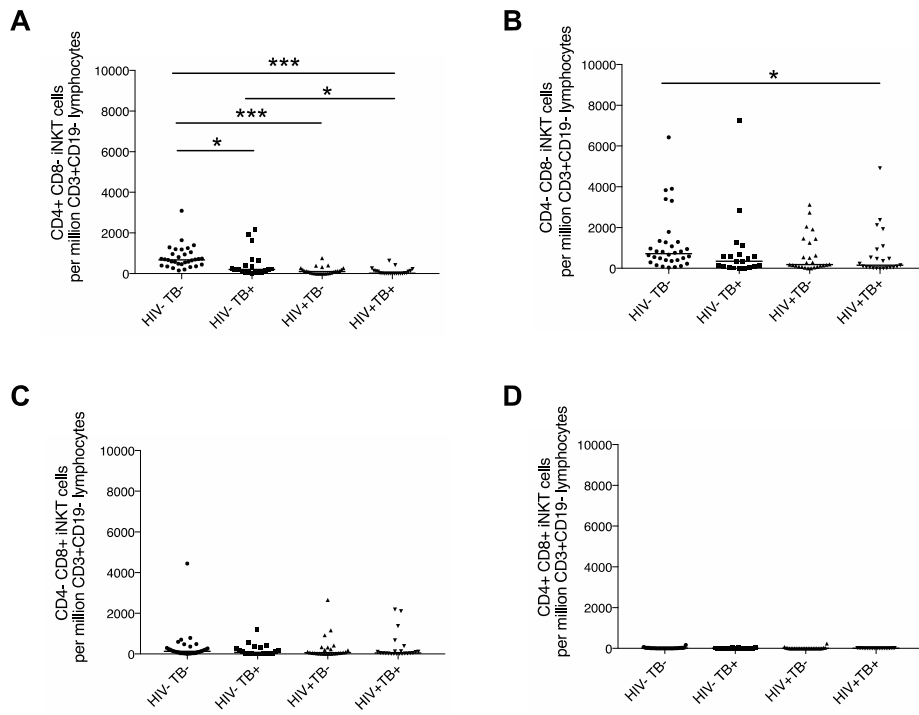 A
CD4+ CD8- iNKT cells
per million CD3+CD19- lymphocytes
10000
8000
6000
4000
2000
0
***
*
***
*
HIV- TB-
HIV- TB+
HIV+TB-
HIV+TB+
B
CD4- CD8- iNKT cells
per million CD3+CD19- lymphocytes
10000
8000
6000
4000
2000
0
*
HIV- TB-
HIV- TB+
HIV+TB-
HIV+TB+
C
CD4- CD8+ iNKT cells
per million CD3+CD19- lymphocytes
10000
8000
6000
4000
2000
0
HIV- TB-
HIV- TB+
HIV+TB-
HIV+TB+
D
CD4+ CD8+ iNKT cells
per million CD3+CD19- lymphocytes
10000
8000
6000
4000
2000
0
HIV- TB-
HIV- TB+
HIV+TB-
HIV+TB+